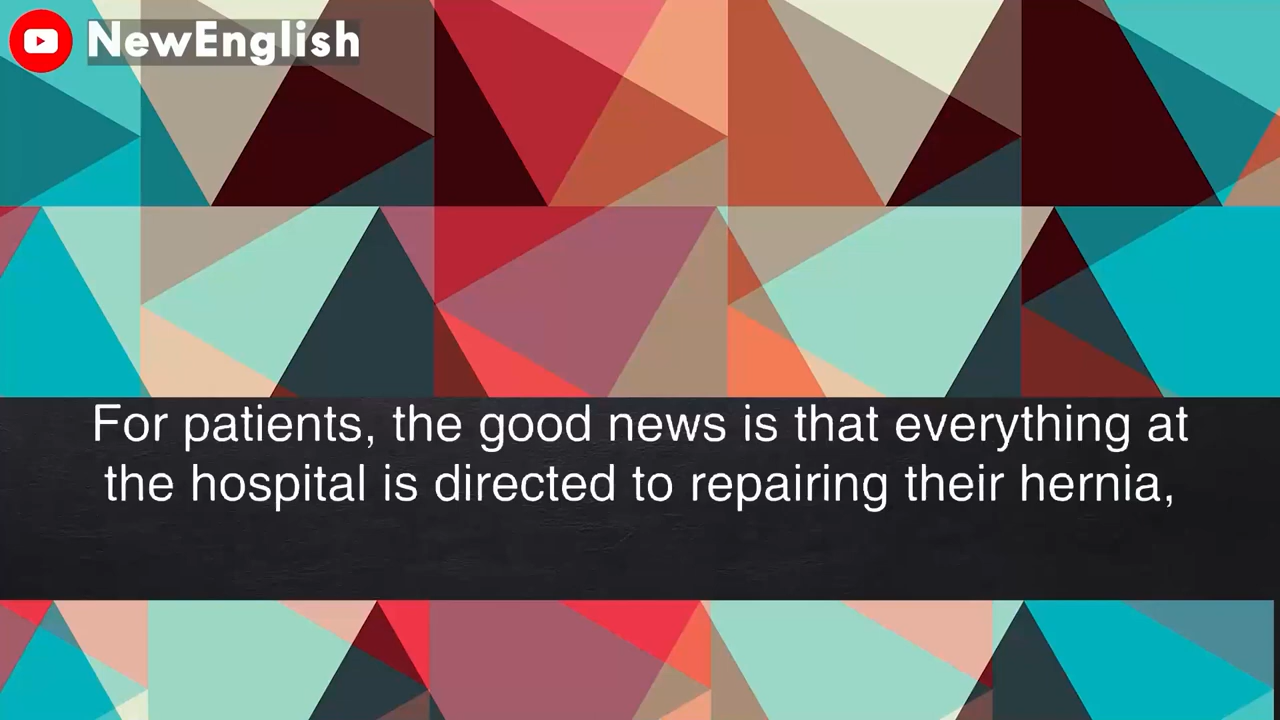 NewEnglish
For patients, the good news is that everything at
the hospital is directed to repairing their hernia,